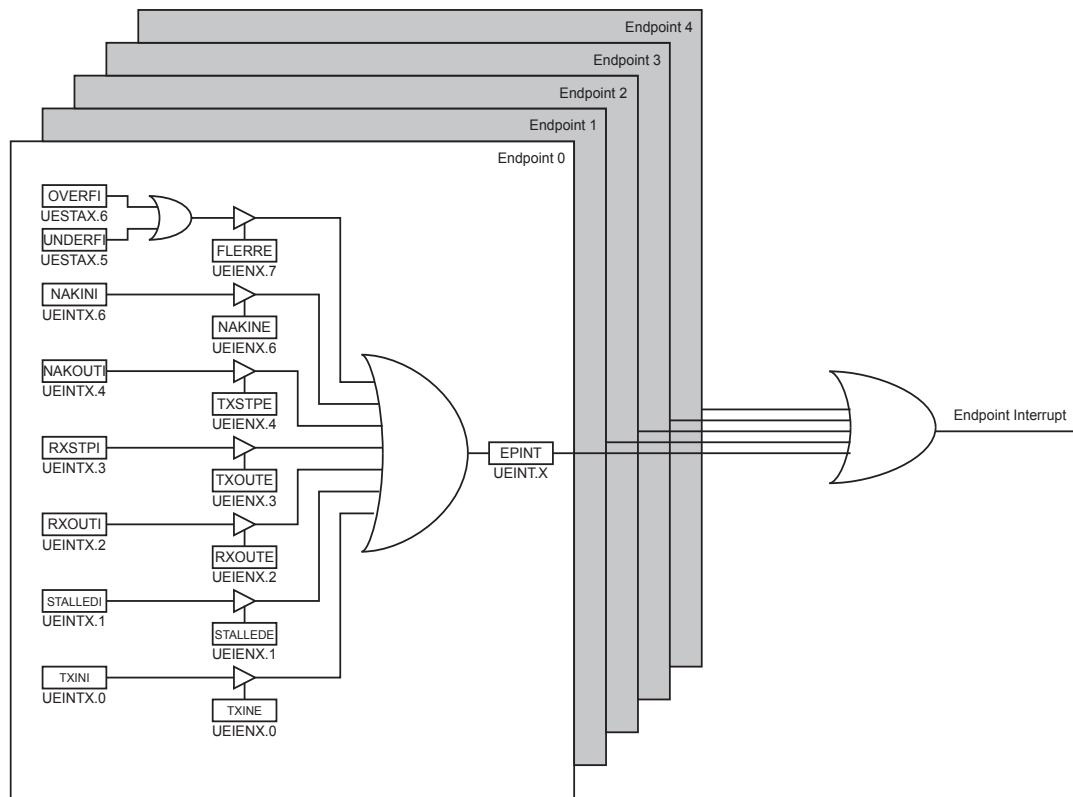 Endpoint 4
Endpoint 3
Endpoint 2
Endpoint 1
Endpoint 0
OVERFI
UESTAX.6
UNDERFI
UESTAX.5
FLERRE
UEIENX.7
NAKINI
UEINTX.6
NAKINE
UEIENX.6
NAKOUTI
UEINTX.4
TXSTPE
UEIENX.4
RXSTPI
UEINTX.3
TXOUTE
UEIENX.3
RXOUTI
UEINTX.2
RXOUTE
UEIENX.2
STALLEDI
UEINTX.1
STALLEDE
UEIENX.1
TXINI
UEINTX.0
TXINE
UEIENX.0
EPINT
UEINT.X
Endpoint Interrupt